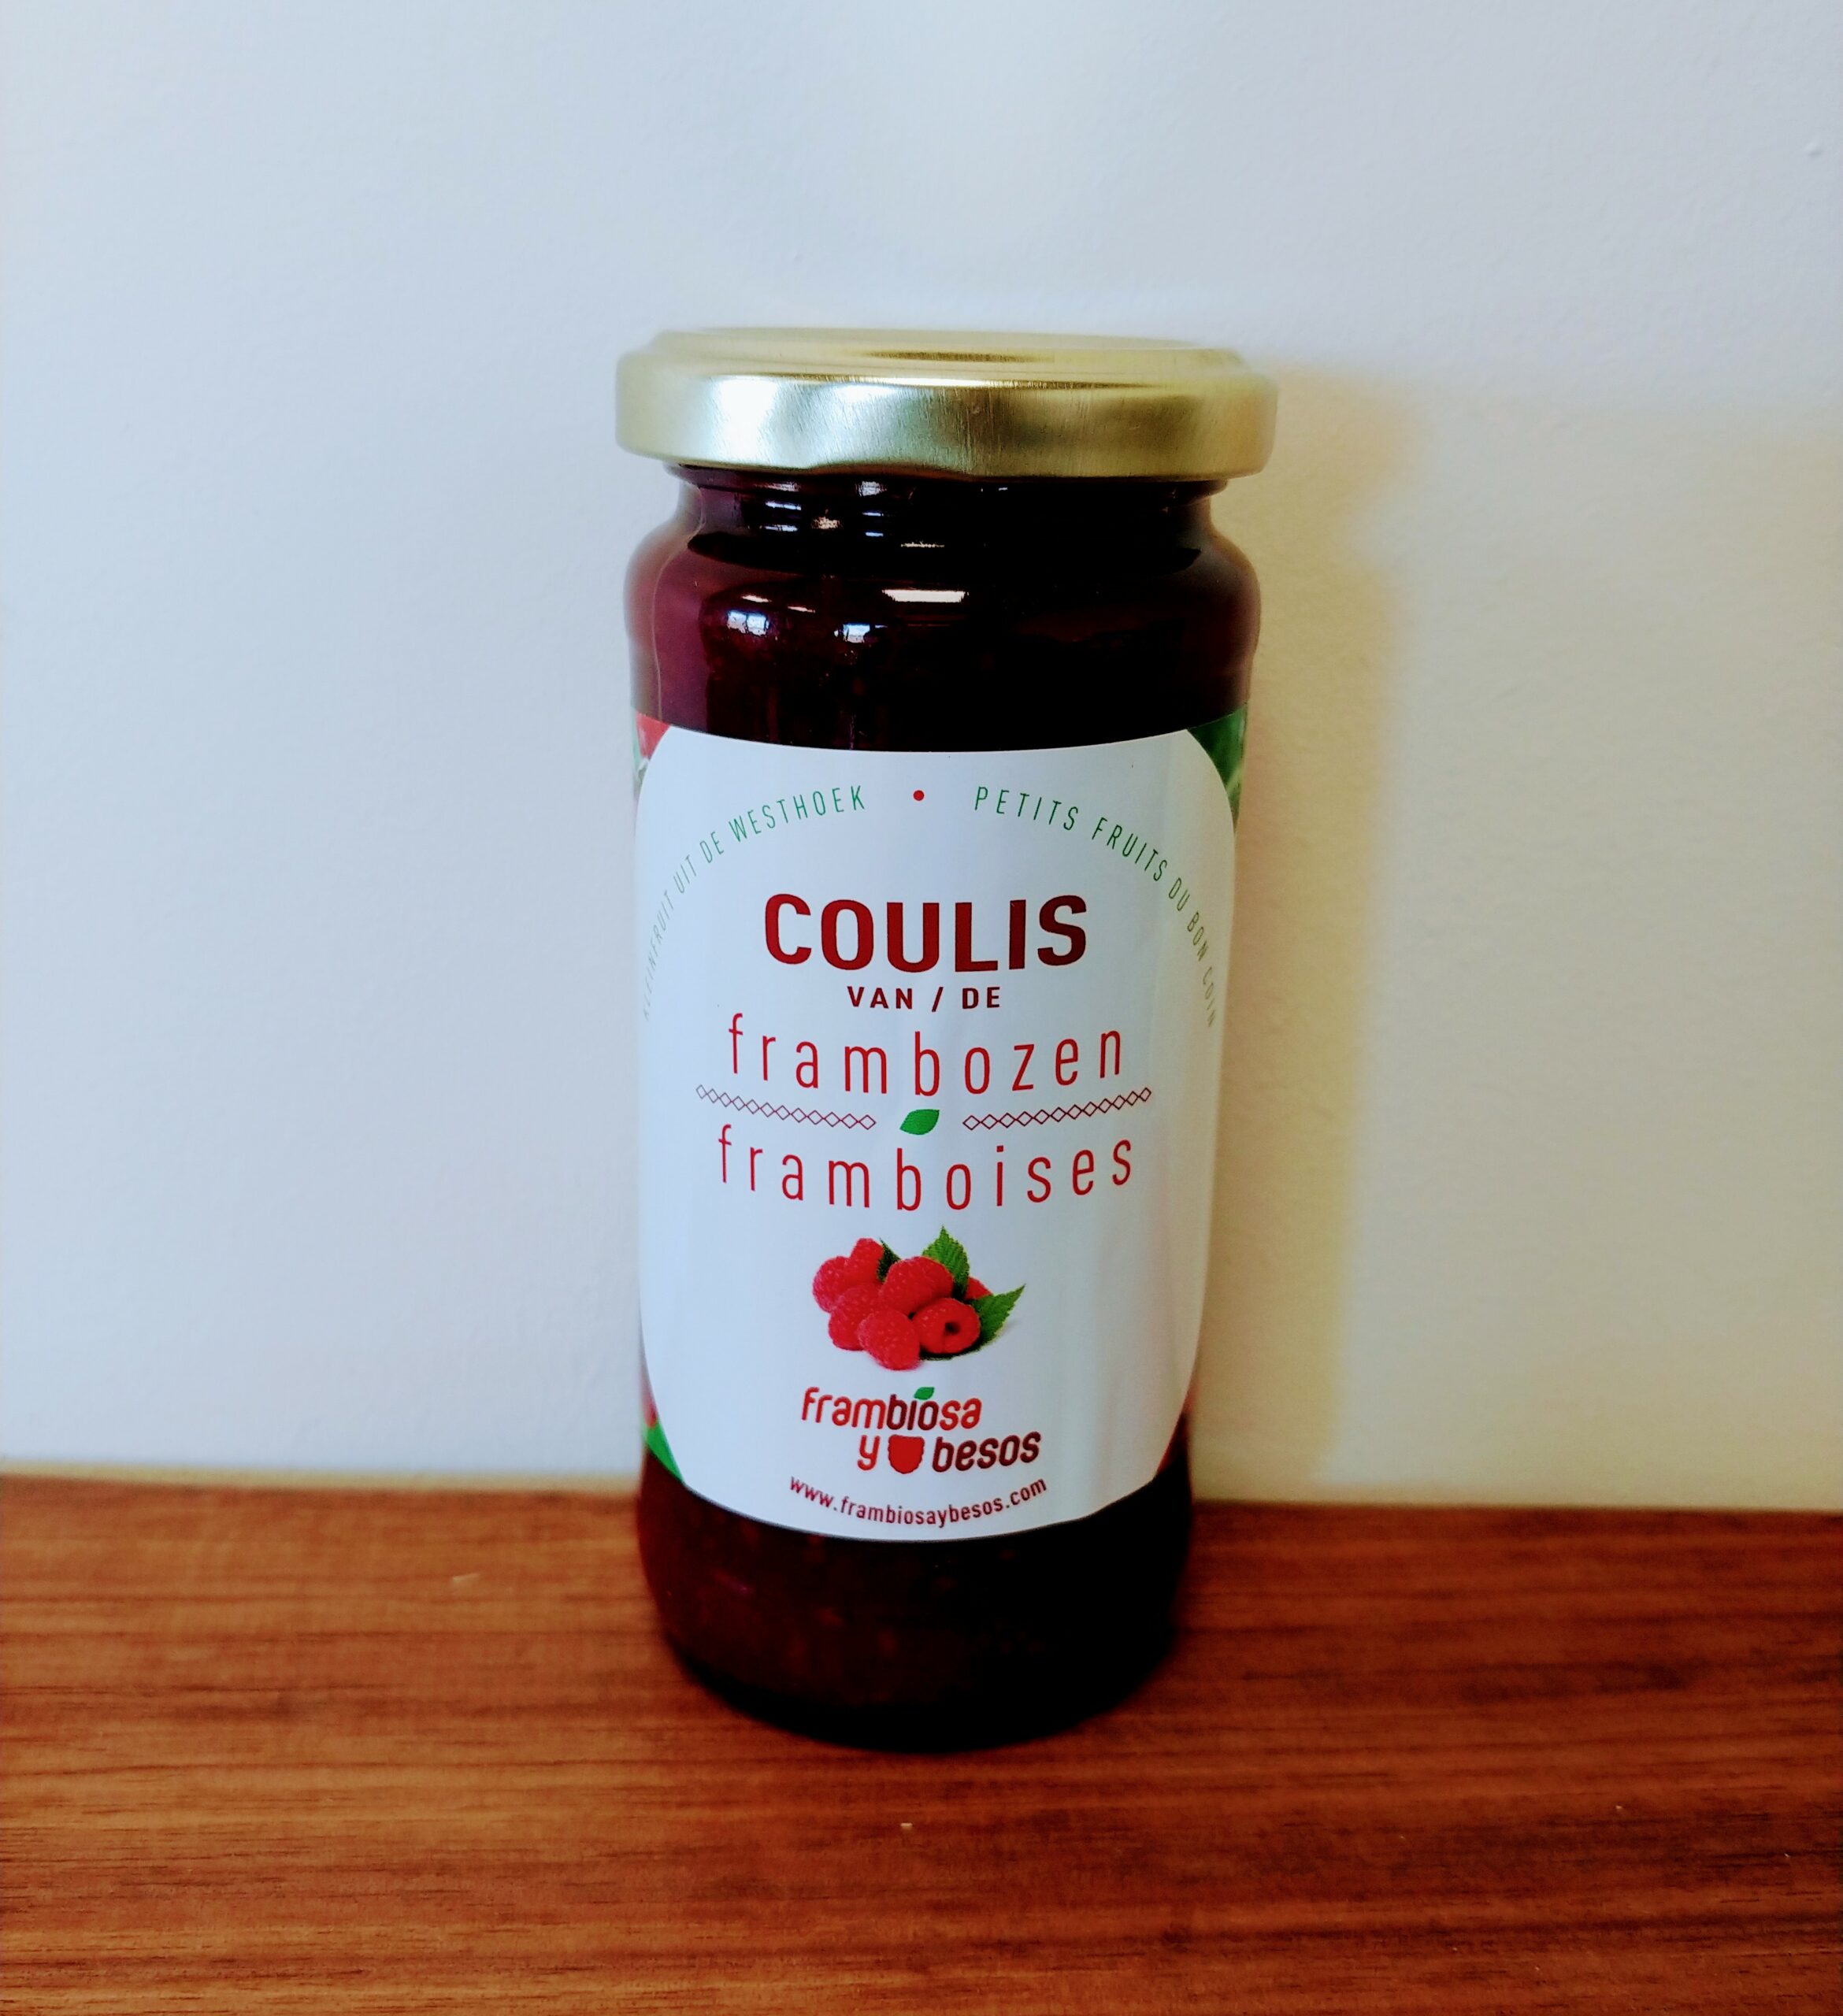 KLEINFRUIT UIT DE WESTHOEK • PETITS FRUITS DU BON COIN
COULIS
VAN / DE
frambozen
framboises
frambiosa
y besos
www.frambiosaybesos.com